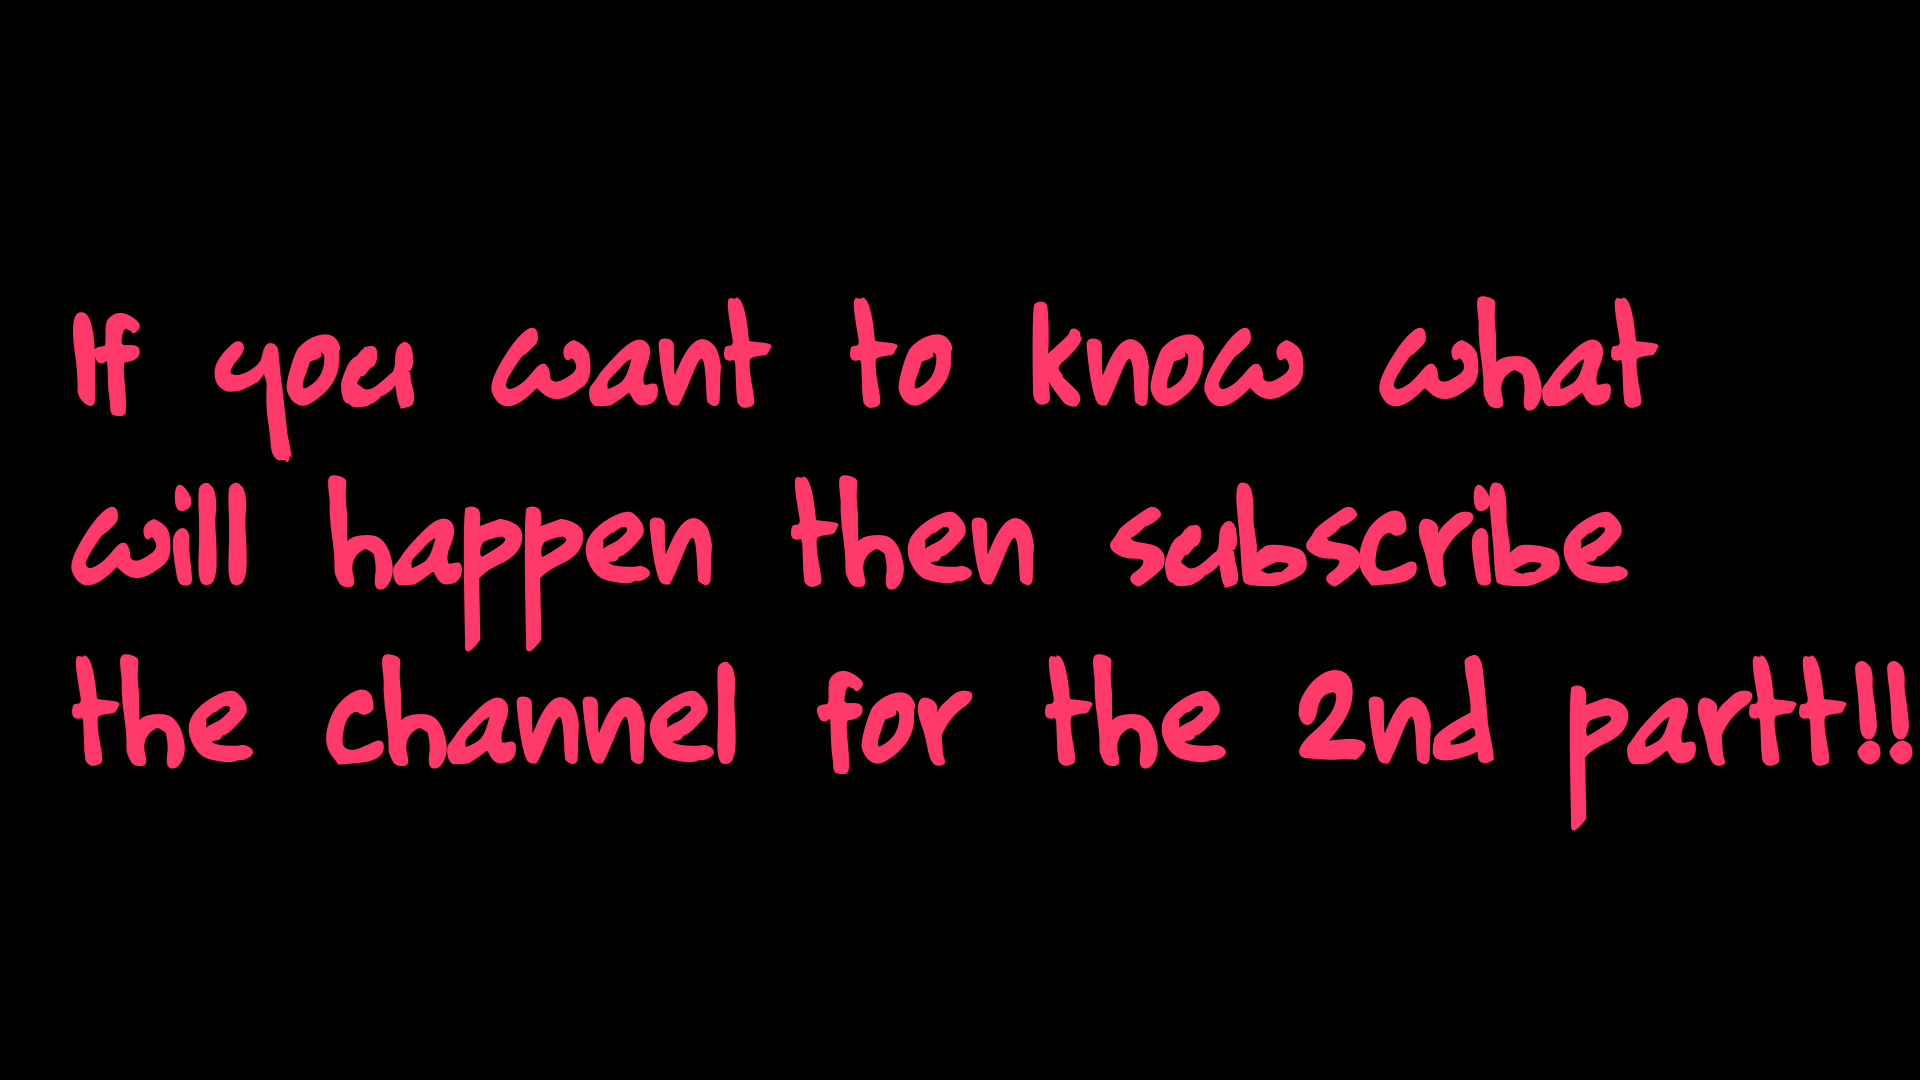 If you want to know what
will happen then subscribe
the channel for the 2nd partt!!